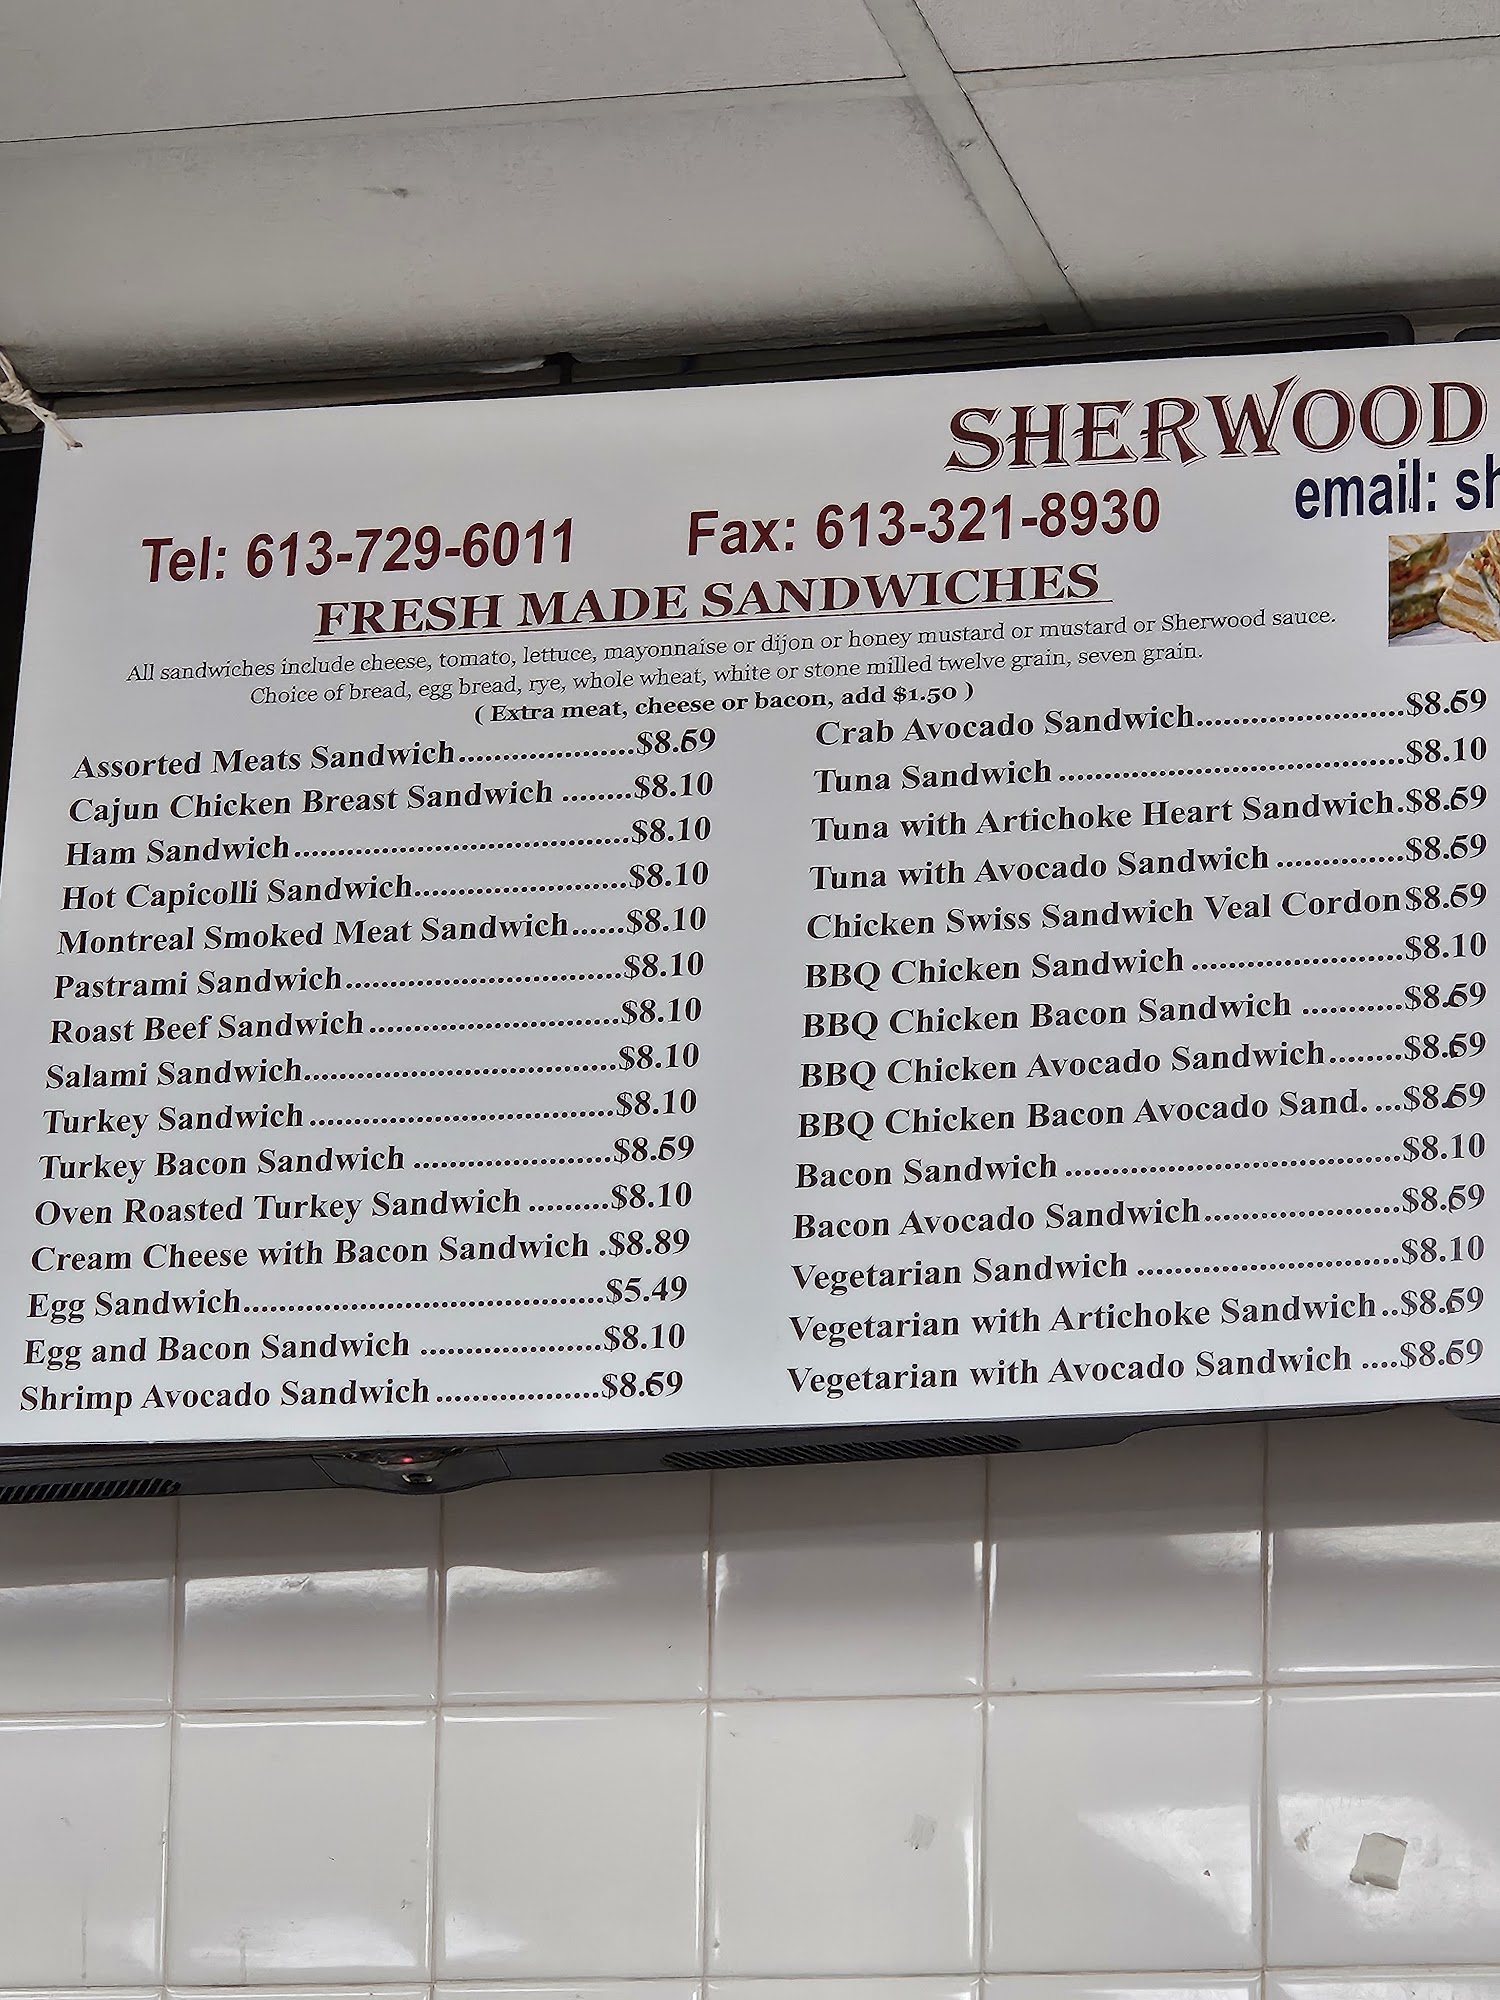 SHERWOOD
email: sh
Tel: 613-729-6011 Fax: 613-321-8930
FRESH MADE SANDWICHES
All sandwiches include cheese, tomato, lettuce, mayonnaise or dijon or honey mustard or mustard or Sherwood sauce.
Choice of bread, egg bread, rye, whole wheat, white or stone milled twelve grain, seven grain.
( Extra meat, cheese or bacon, add $1.50 )
Assorted Meats Sandwich....................$8.69
Cajun Chicken Breast Sandwich ........$8.10
Ham Sandwich......................................$8.10
Hot Capicolli Sandwich........................$8.10
Montreal Smoked Meat Sandwich......$8.10
Pastrami Sandwich...............................$8.10
Roast Beef Sandwich............................$8.10
Salami Sandwich...................................$8.10
Turkey Sandwich ..................................$8.10
Turkey Bacon Sandwich ......................$8.69
Oven Roasted Turkey Sandwich .........$8.10
Cream Cheese with Bacon Sandwich .$8.89
Egg Sandwich........................................$5.49
Egg and Bacon Sandwich ....................$8.10
Shrimp Avocado Sandwich..................$8.69
Crab Avocado Sandwich.......................$8.69
Tuna Sandwich ......................................$8.10
Tuna with Artichoke Heart Sandwich.$8.69
Tuna with Avocado Sandwich ..............$8.69
Chicken Swiss Sandwich Veal Cordon$8.69
BBQ Chicken Sandwich .......................$8.10
BBQ Chicken Bacon Sandwich ...........$8.69
BBQ Chicken Avocado Sandwich........$8.69
BBQ Chicken Bacon Avocado Sand. ...$8.69
Bacon Sandwich .....................................$8.10
Bacon Avocado Sandwich.....................$8.69
Vegetarian Sandwich ............................$8.10
Vegetarian with Artichoke Sandwich..$8.69
Vegetarian with Avocado Sandwich ....$8.69